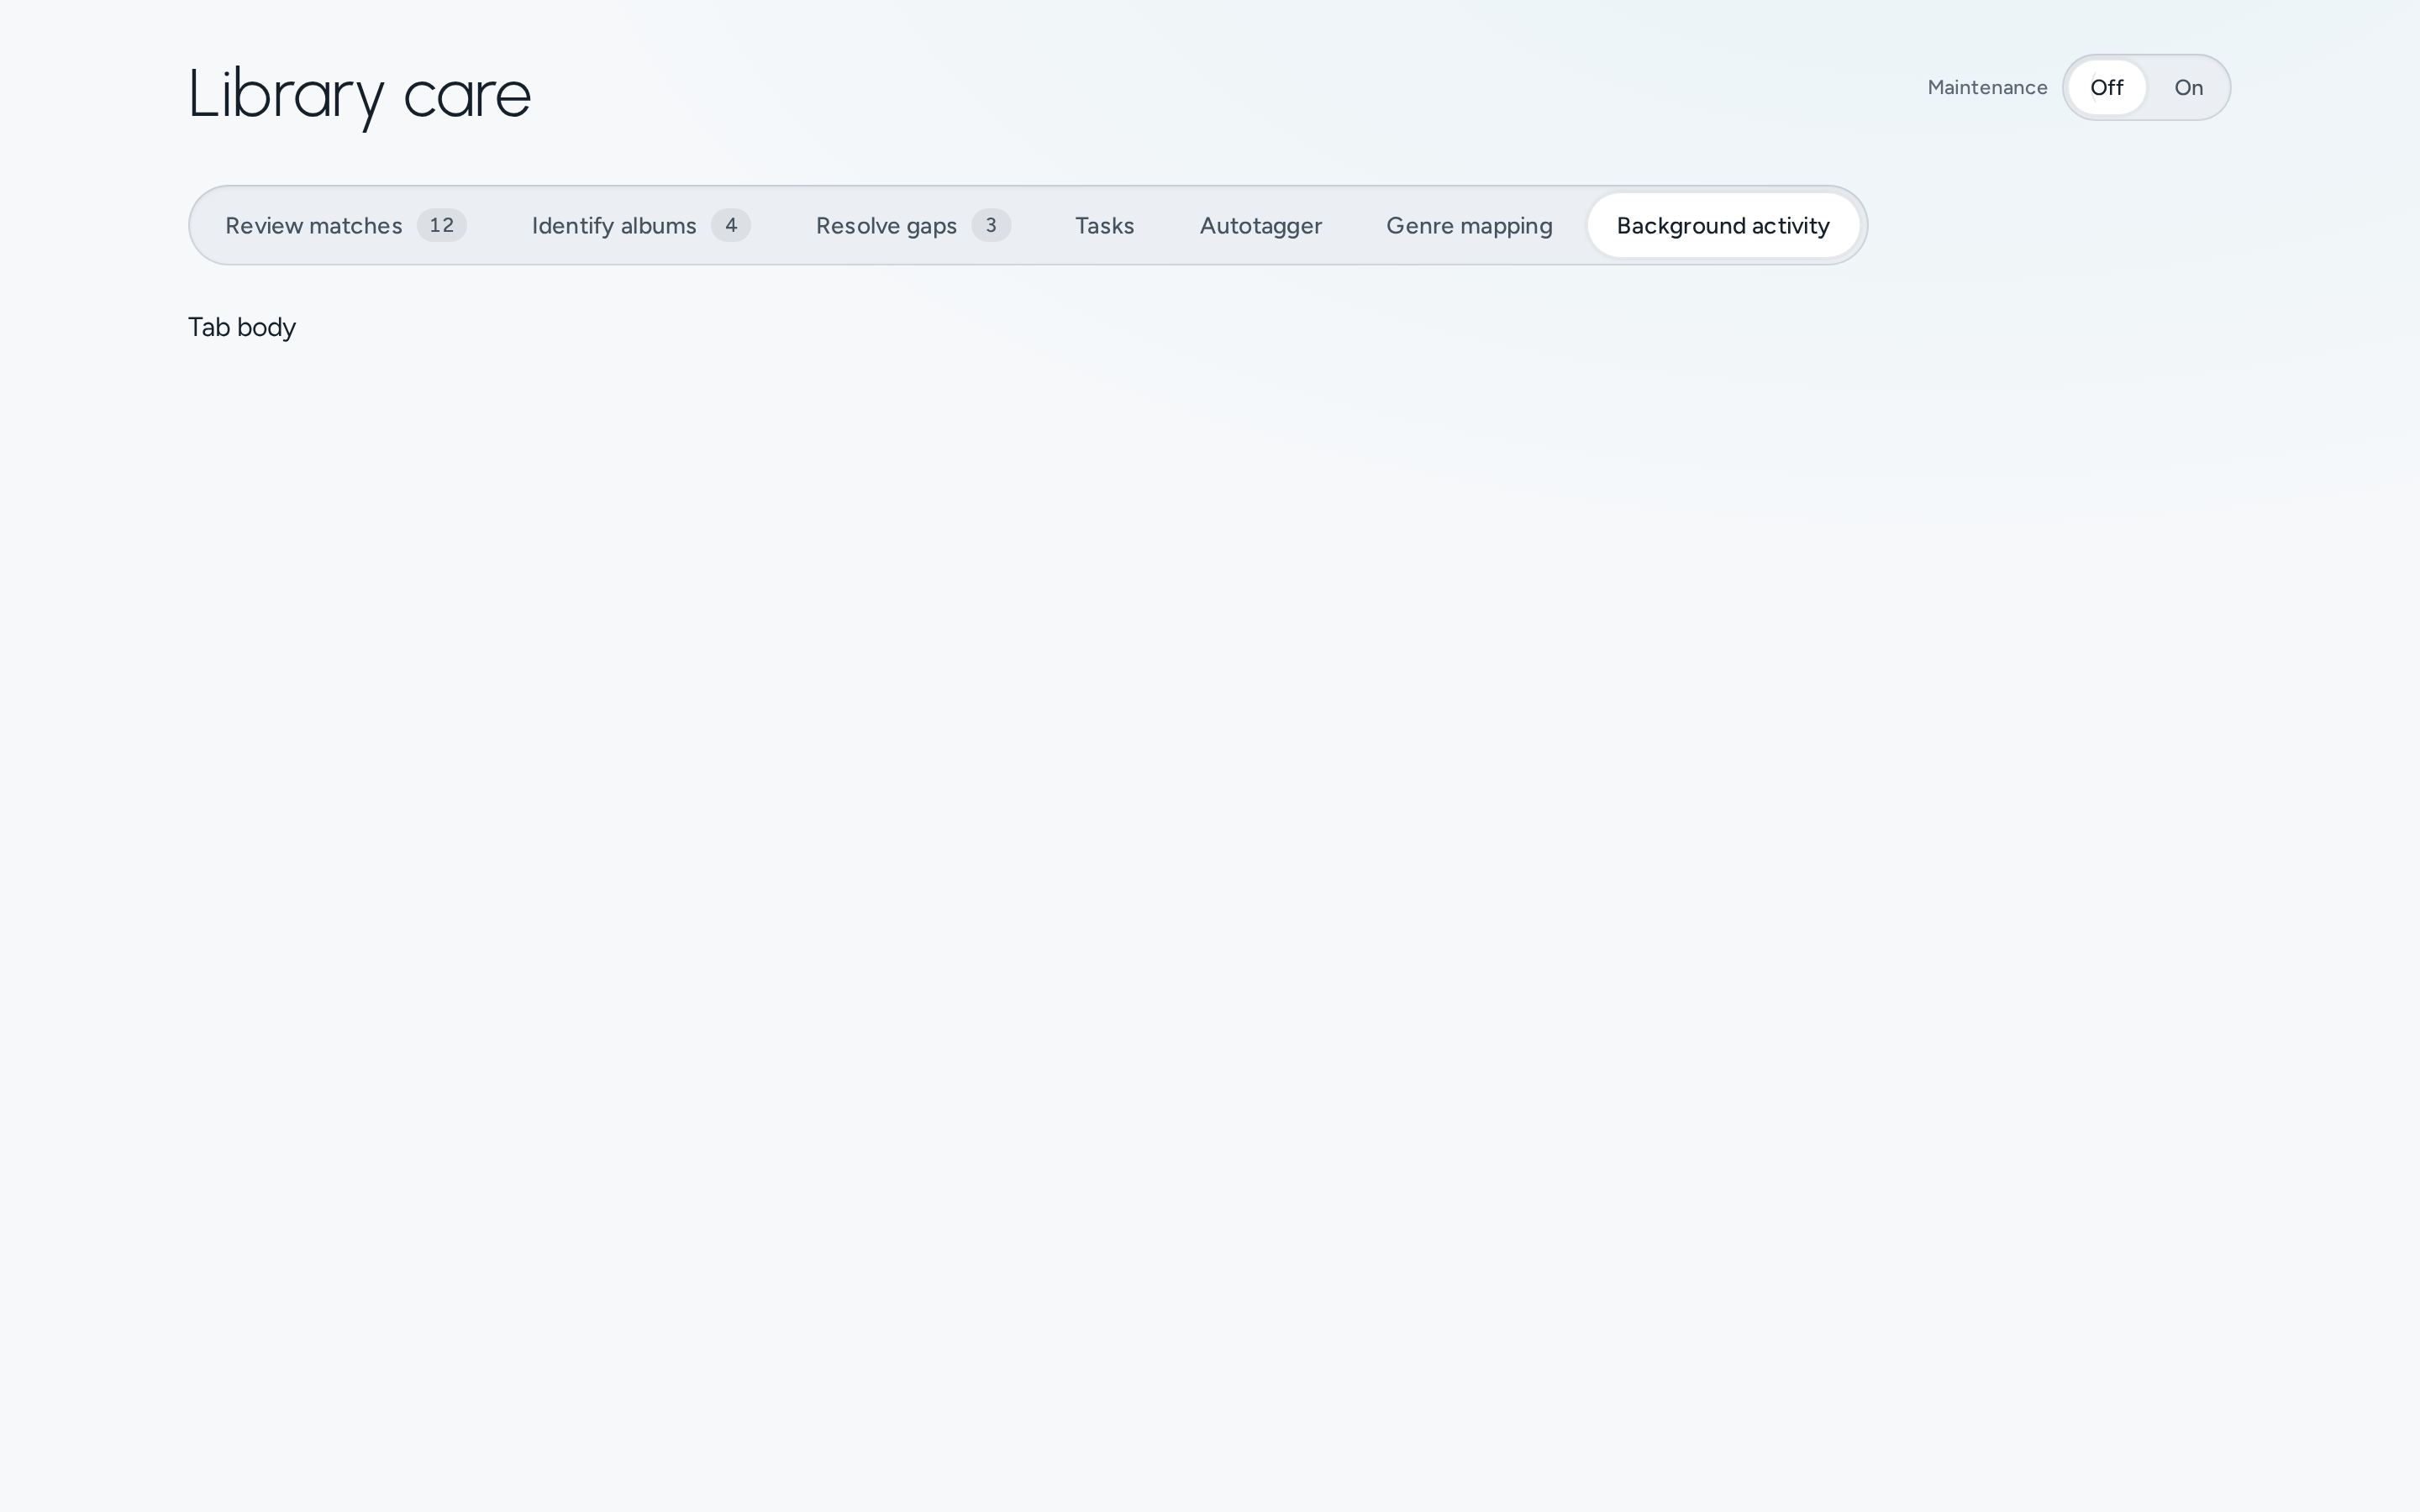 Library care
Maintenance Off On
Review matches 12 Identify albums 4 Resolve gaps 3 Tasks Autotagger Genre mapping Background activity
Tab body